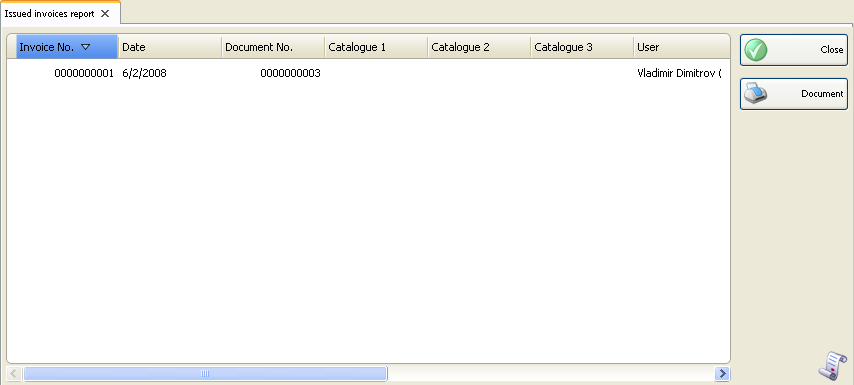 Issued invoices report
Invoice No. Date Document No. Catalogue 1 Catalogue 2 Catalogue 3 User
0000000001 6/2/2008 0000000003 Vladimir Dimitrov (
Close
Document